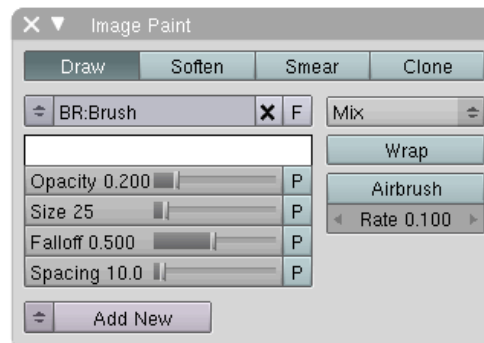 Image Paint
Draw Soften Smear Clone
BR:Brush F Mix
Wrap
Opacity 0.200 P Airbrush
Size 25 P Rate 0.100
Falloff 0.500 P
Spacing 10.0 P
Add New